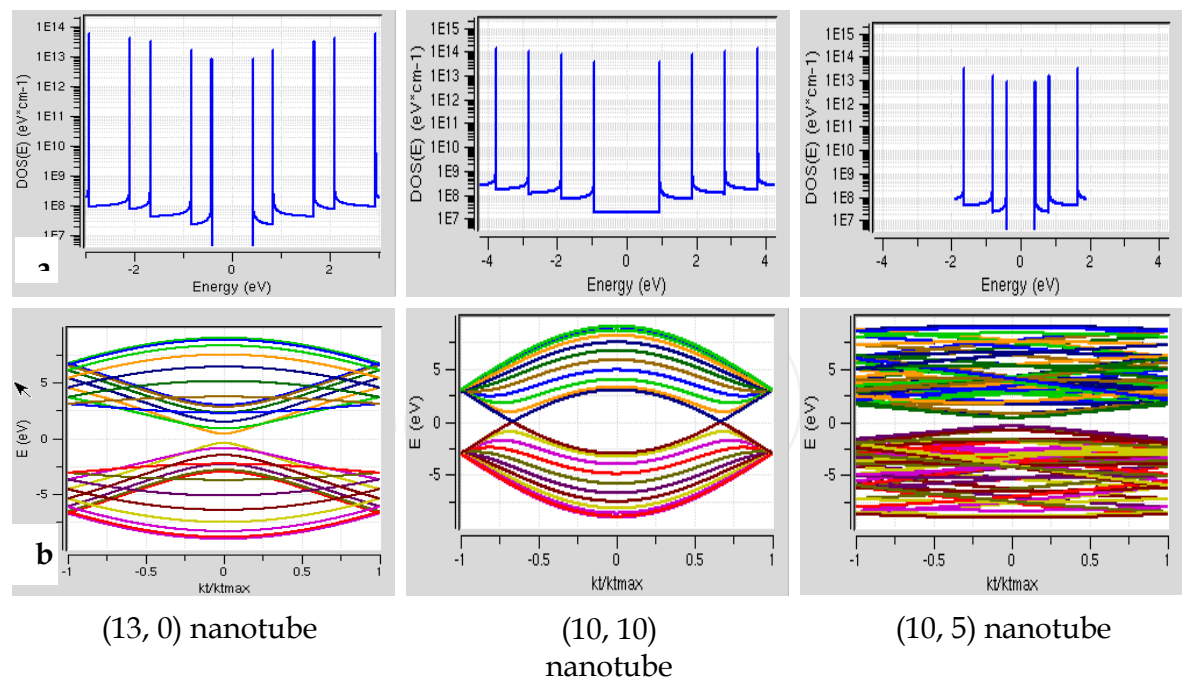 1E14
1E13
1E12
1E11
1E10
1E9
1E8
1E7
DOS(E) (eV*cm-1)
-2
0
2
Energy (eV)
1E15
1E14
1E13
1E12
1E11
1E10
1E9
1E8
1E7
DOS(E) (eV*cm-1)
-4
-2
0
2
4
Energy (eV)
1E15
1E14
1E13
1E12
1E11
1E10
1E9
1E8
1E7
DOS(E) (eV*cm-1)
-4
-2
0
2
4
Energy (eV)
5
0
-5
E (eV)
b
-1
-0.5
0
0.5
1
kt/ktmax
5
0
-5
E (eV)
-1
-0.5
0
0.5
1
kt/ktmax
5
0
-5
E (eV)
-1
-0.5
0
0.5
1
kt/ktmax
(13, 0) nanotube
(10, 10)
nanotube
(10, 5) nanotube